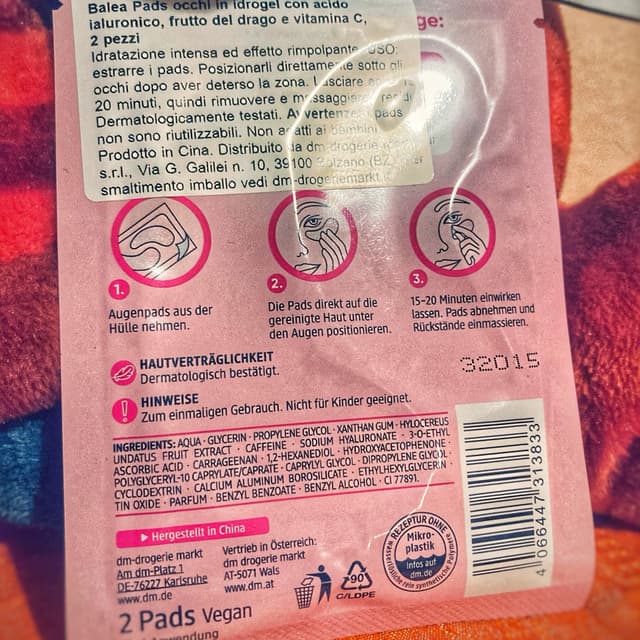 Balea Pads occhi in idrogel con acido
jaluronico, frutto del drago e vitamina C,
2 pezzi
Idratazione intensa ed effetto rimpolpante. USO:
estrarre i pads. Posizionarli direttamente sotto gli
occhi dopo aver deterso la zona. Lasciare
20 minuti, quindi rimuovere e massaggiare
Dermatologicamente testati. Avvertenze: i pads
non sono riutilizzabili. Non adatti ai bambini
Prodotto in Cina. Distribuito da dm drogerie
s.r.l., Via G. Galilei n. 10, 39100 Bolzano (BZ). Per
smaltimento imballo vedi dm-drogeriemarkt.it
ge:
1.
Augenpads aus der
Hülle nehmen.
2.
Die Pads direkt auf die
gereinigte Haut unter
den Augen positionieren.
3.
15-20 Minuten einwirken
lassen. Pads abnehmen und
Rückstände einmassieren.
HAUTVERTRÄGLICHKEIT
Dermatologisch bestätigt.
32015
HINWEISE
Zum einmaligen Gebrauch. Nicht für Kinder geeignet.
INGREDIENTS: AQUA · GLYCERIN · PROPYLENE GLYCOL · XANTHAN GUM · HYLOCEREUS
UNDATUS FRUIT EXTRACT · CAFFEINE · SODIUM HYALURONATE · 3-O-ETHYL
ASCORBIC ACID · CARRAGEENAN · 1,2-HEXANEDIOL · HYDROXYACETOPHENONE ·
POLYGLYCERYL-10 CAPRYLATE/CAPRATE · CAPRYLYL GLYCOL · DIPROPYLENE GLYCOL ·
CYCLODEXTRIN · CALCIUM ALUMINUM BOROSILICATE · ETHYLHEXYLGLYCERIN ·
TIN OXIDE · PARFUM · BENZYL BENZOATE · BENZYL ALCOHOL · CI 77891.
Hergestellt in China
dm-drogerie markt
Am dm-Platz 1
DE-76227 Karlsruhe
www.dm.de
Vertrieb in Österreich:
dm drogerie markt
AT-5071 Wals
www.dm.at
90
C/LDPE
REZEPTUR OHNE
Mikro-
plastik
Infos auf
dm.de
wasserlösliche rein synthetische Polymere
4 066447 313833
2 Pads Vegan